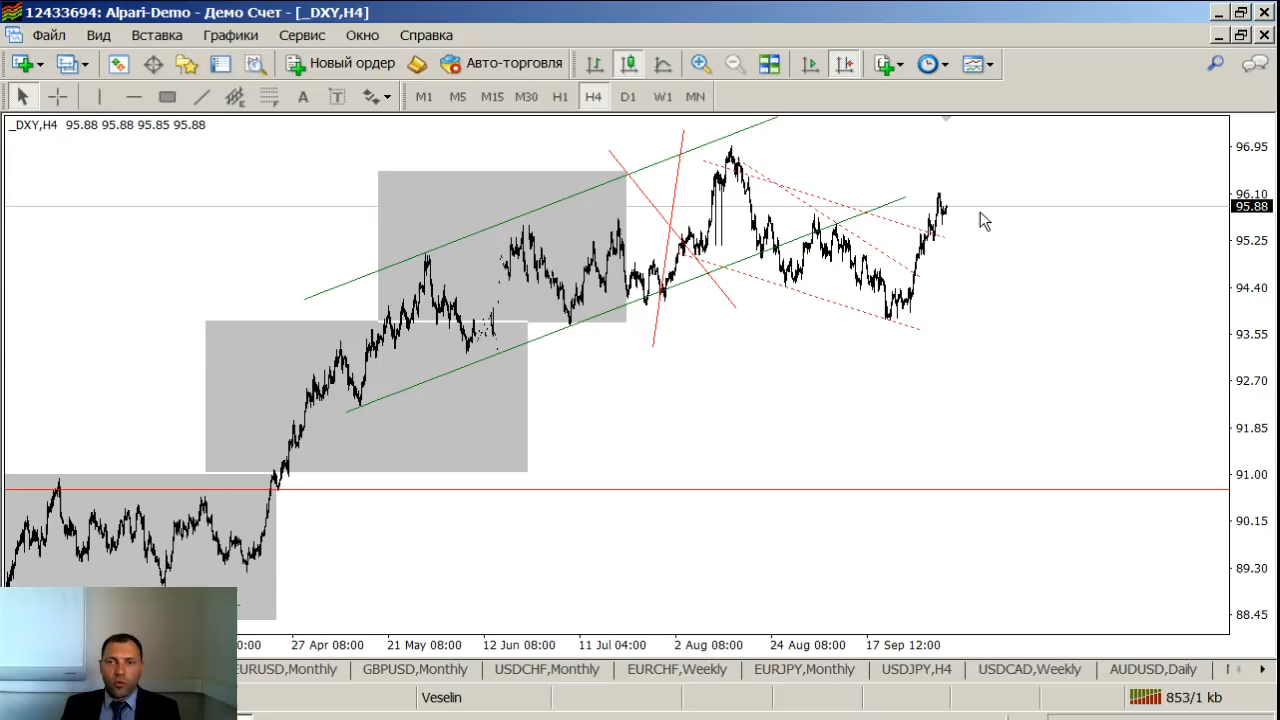 12433694: Alpari-Demo - Демо Счет - [_DXY,H4]
Файл Вид Вставка Графики Сервис Окно Справка
Новый ордер Авто-торговля
A T M1 M5 M15 M30 H1 H4 D1 W1 MN
_DXY,H4 95.88 95.88 95.85 95.88
96.95
96.10
95.88
95.25
94.40
93.55
92.70
91.85
91.00
90.15
89.30
88.45
0:00 27 Apr 08:00 21 May 08:00 12 Jun 08:00 11 Jul 04:00 2 Aug 08:00 24 Aug 08:00 17 Sep 12:00
EURUSD,Monthly GBPUSD,Monthly USDCHF,Monthly EURCHF,Weekly EURJPY,Monthly USDJPY,H4 USDCAD,Weekly AUDUSD,Daily
Veselin 853/1 kb